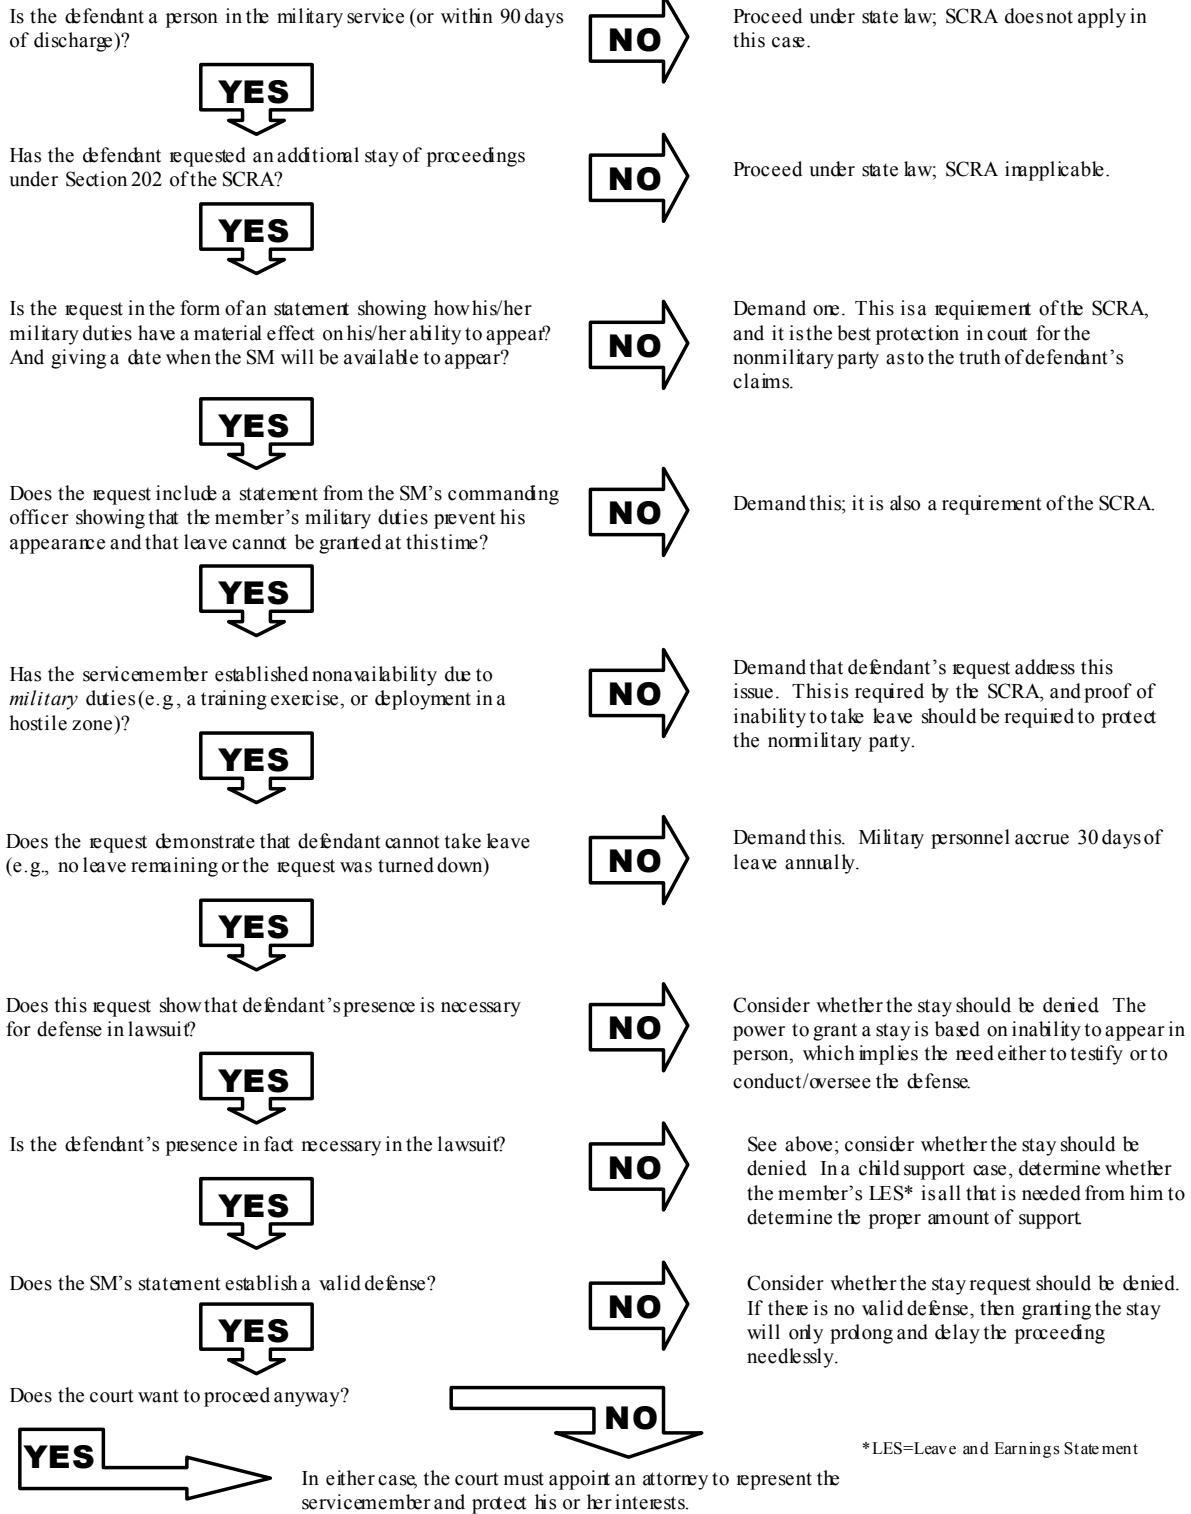 Is the defendant a person in the military service (or within 90 days
of discharge)?
NO
Proceed under state law; SCRA does not apply in
this case.
YES
Has the defendant requested an additional stay of proceedings
under Section 202 of the SCRA?
NO
Proceed under state law; SCRA inapplicable.
YES
Is the request in the form of an statement showing how his/her
military duties have a material effect on his/her ability to appear?
And giving a date when the SM will be available to appear?
NO
Demand one. This is a requirement of the SCRA,
and it is the best protection in court for the
nonmilitary party as to the truth of defendant's
claims.
YES
Does the request include a statement from the SM's commanding
officer showing that the member's military duties prevent his
appearance and that leave cannot be granted at this time?
NO
Demand this; it is also a requirement of the SCRA.
YES
Has the servicemember established nonavailability due to
military duties (e.g., a training exercise, or deployment in a
hostile zone)?
NO
Demand that defendant's request address this
issue. This is required by the SCRA, and proof of
inability to take leave should be required to protect
the nonmilitary party.
YES
Does the request demonstrate that defendant cannot take leave
(e.g., no leave remaining or the request was turned down)
NO
Demand this. Military personnel accrue 30 days of
leave annually.
YES
Does this request show that defendant's presence is necessary
for defense in lawsuit?
NO
Consider whether the stay should be denied. The
power to grant a stay is based on inability to appear in
person, which implies the need either to testify or to
conduct/oversee the defense.
YES
Is the defendant's presence in fact necessary in the lawsuit?
NO
See above; consider whether the stay should be
denied. In a child support case, determine whether
the member's LES* is all that is needed from him to
determine the proper amount of support.
YES
Does the SM's statement establish a valid defense?
NO
Consider whether the stay request should be denied.
If there is no valid defense, then granting the stay
will only prolong and delay the proceeding
needlessly.
YES
Does the court want to proceed anyway?
NO
YES
*LES=Leave and Earnings Statement
In either case, the court must appoint an attorney to represent the
servicemember and protect his or her interests.